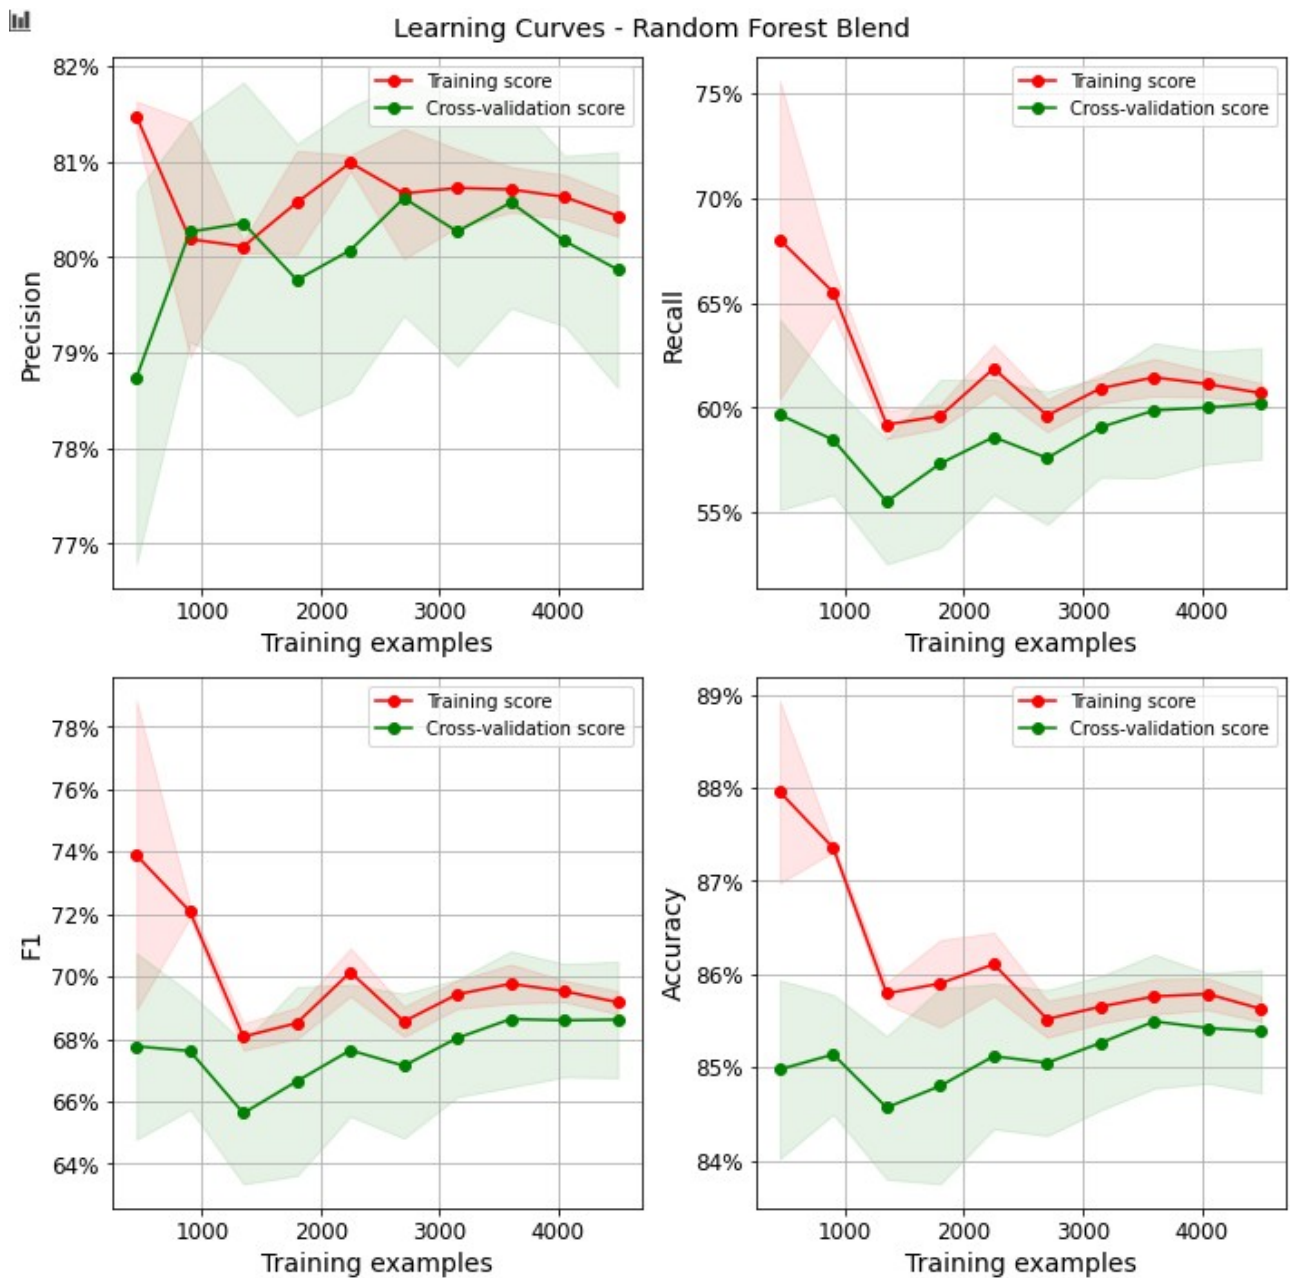 Learning Curves - Random Forest Blend
82%
81%
80%
79%
78%
77%
Precision
Training score
Cross-validation score
1000 2000 3000 4000
Training examples
75%
70%
65%
60%
55%
Recall
Training score
Cross-validation score
1000 2000 3000 4000
Training examples
78%
76%
74%
72%
70%
68%
66%
64%
F1
Training score
Cross-validation score
1000 2000 3000 4000
Training examples
89%
88%
87%
86%
85%
84%
Accuracy
Training score
Cross-validation score
1000 2000 3000 4000
Training examples